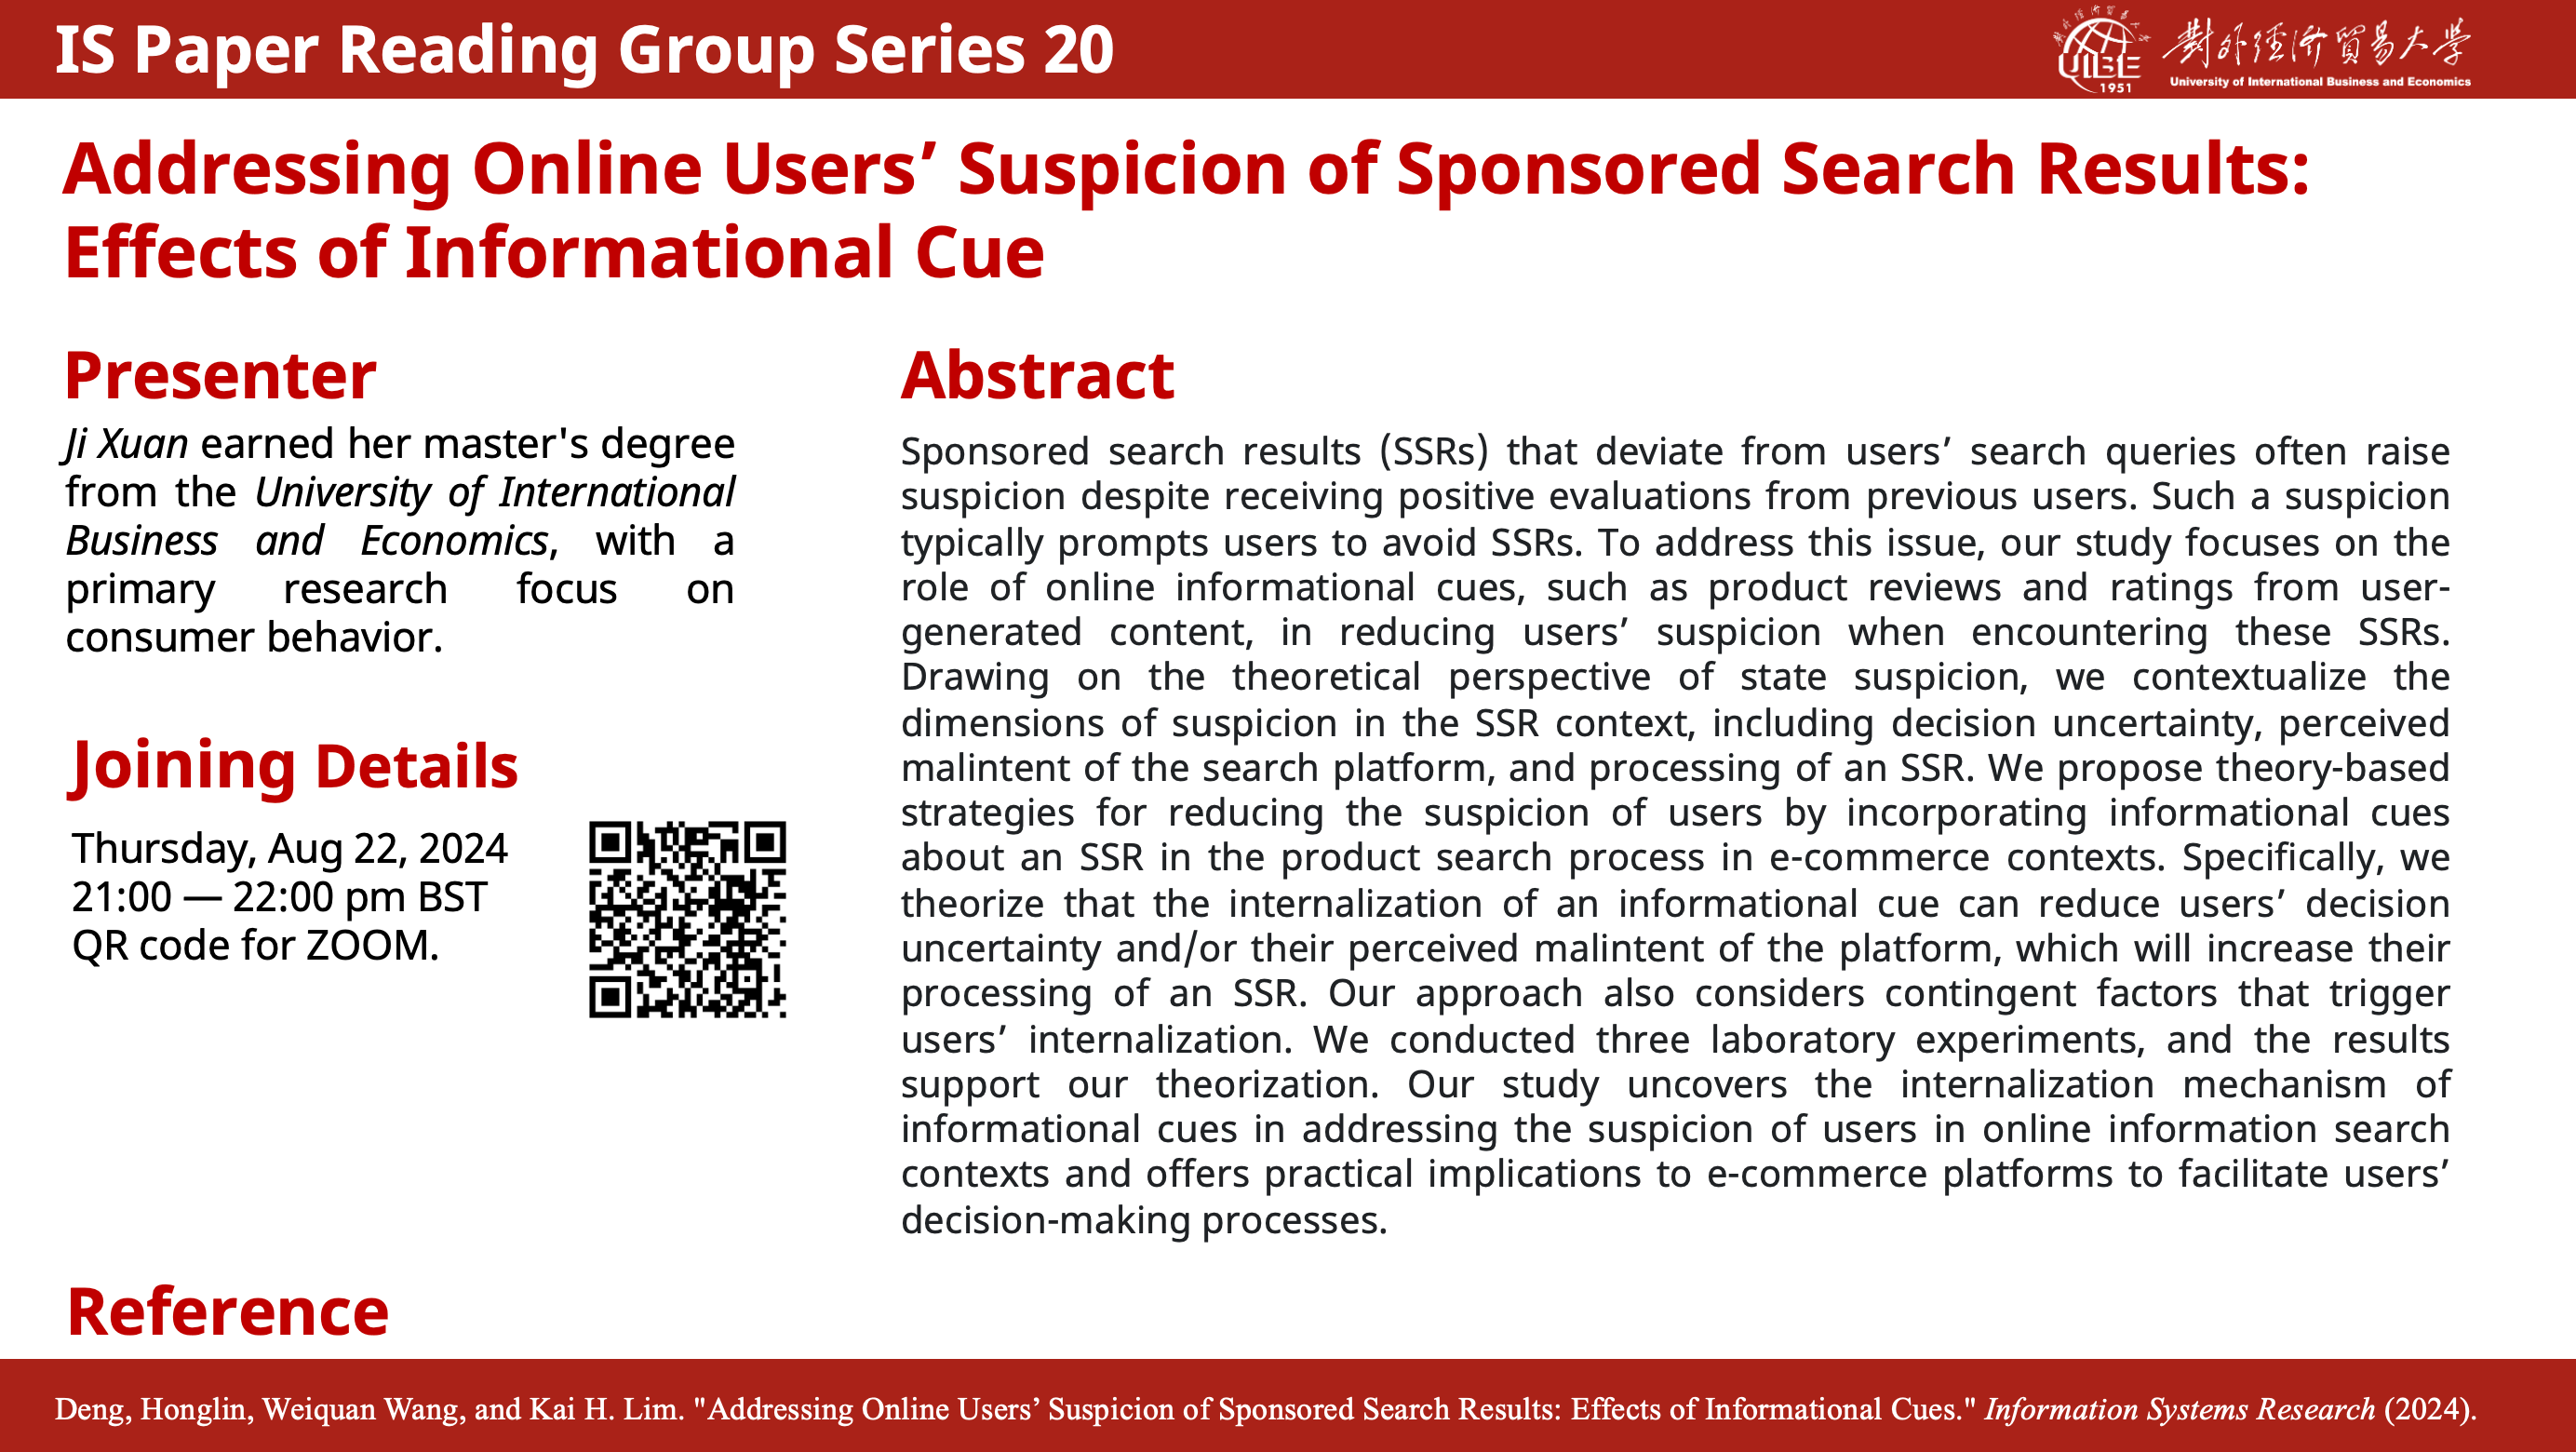 IS Paper Reading Group Series 20
UIBE
1951
對外經濟貿易大学
University of International Business and Economics
Addressing Online Users’ Suspicion of Sponsored Search Results:
Effects of Informational Cue
Presenter
Ji Xuan earned her master's degree
from the University of International
Business and Economics, with a
primary research focus on
consumer behavior.
Joining Details
Thursday, Aug 22, 2024
21:00 — 22:00 pm BST
QR code for ZOOM.
Abstract
Sponsored search results (SSRs) that deviate from users’ search queries often raise
suspicion despite receiving positive evaluations from previous users. Such a suspicion
typically prompts users to avoid SSRs. To address this issue, our study focuses on the
role of online informational cues, such as product reviews and ratings from user-
generated content, in reducing users’ suspicion when encountering these SSRs.
Drawing on the theoretical perspective of state suspicion, we contextualize the
dimensions of suspicion in the SSR context, including decision uncertainty, perceived
malintent of the search platform, and processing of an SSR. We propose theory-based
strategies for reducing the suspicion of users by incorporating informational cues
about an SSR in the product search process in e-commerce contexts. Specifically, we
theorize that the internalization of an informational cue can reduce users’ decision
uncertainty and/or their perceived malintent of the platform, which will increase their
processing of an SSR. Our approach also considers contingent factors that trigger
users’ internalization. We conducted three laboratory experiments, and the results
support our theorization. Our study uncovers the internalization mechanism of
informational cues in addressing the suspicion of users in online information search
contexts and offers practical implications to e-commerce platforms to facilitate users’
decision-making processes.
Reference
Deng, Honglin, Weiquan Wang, and Kai H. Lim. "Addressing Online Users’ Suspicion of Sponsored Search Results: Effects of Informational Cues." Information Systems Research (2024).